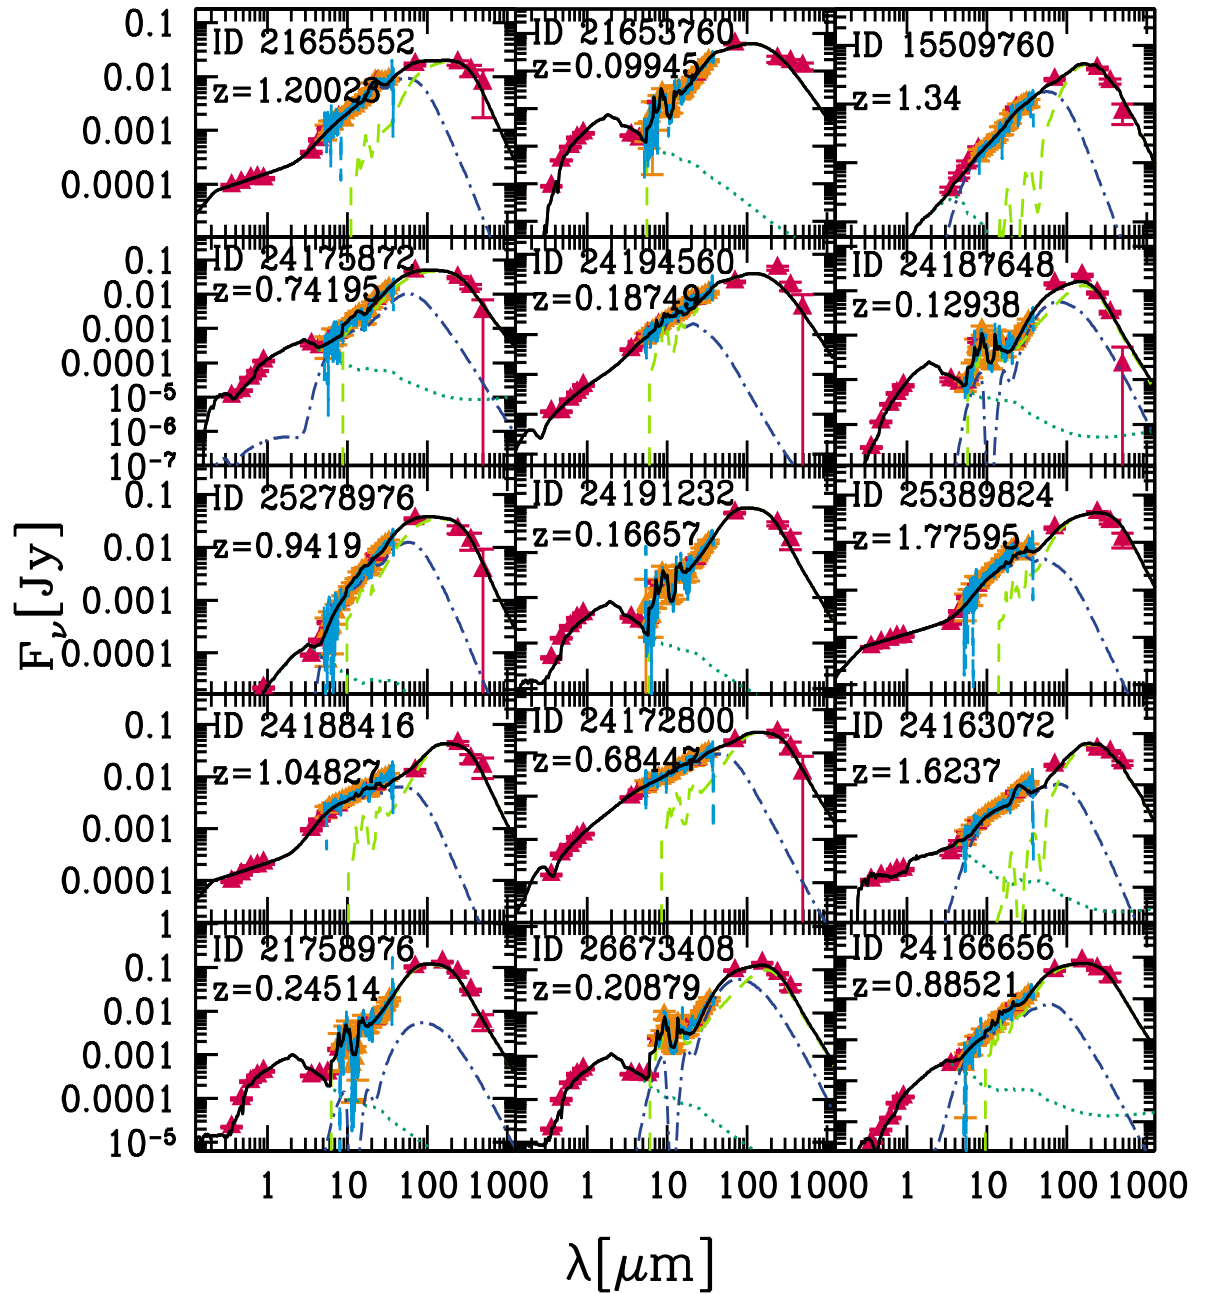 0.1
0.01
0.001
0.0001
ID 21655552
z=1.20023
ID 21653760
z=0.09945
ID 15509760
z=1.34
0.1
0.01
0.001
0.0001
10⁻⁵
10⁻⁶
10⁻⁷
ID 24175872
z=0.74195
ID 24194560
z=0.18749
ID 24187648
z=0.12938
0.1
0.01
0.001
0.0001
ID 25278976
z=0.9419
ID 24191232
z=0.16657
ID 25389824
z=1.77595
0.1
0.01
0.001
0.0001
1
ID 24188416
z=1.04827
ID 24172800
z=0.68447
ID 24163072
z=1.6237
1
0.1
0.01
0.001
0.0001
10⁻⁵
ID 21758976
z=0.24514
ID 26673408
z=0.20879
ID 24166656
z=0.88521
1 10 100 1000 1 10 100 1000 1 10 100 1000
Fν[Jy]
λ[μm]